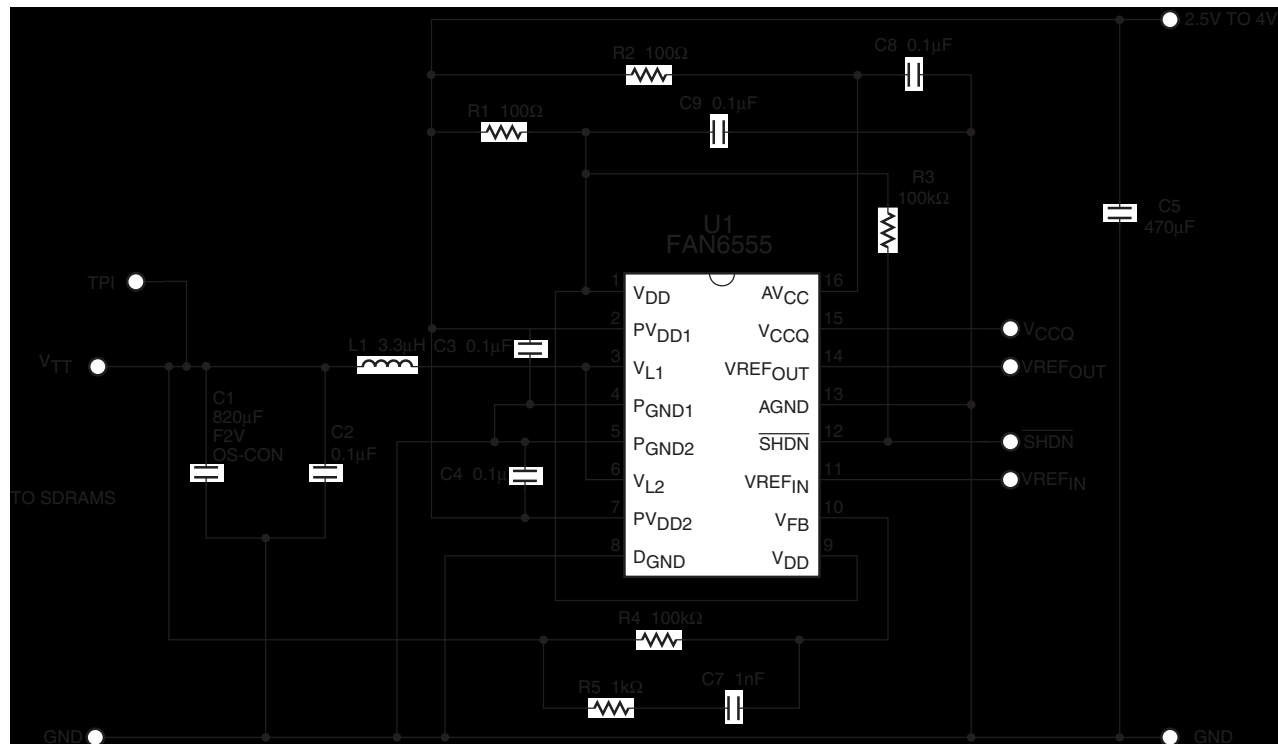 2.5V TO 4V
C8 0.1µF
R2 100Ω
C9 0.1µF
R1 100Ω
R3
100kΩ
C5
470µF
U1
FAN6555
TPI
1
VDD
AVCC
16
2
PVDD1
VCCQ
15
VCCQ
VTT
L1 3.3µH
C3 0.1µF
3
VL1
VREFOUT
14
VREFOUT
C1
820µF
F2V
OS-CON
4
PGND1
AGND
13
C2
0.1µF
5
PGND2
SHDN
12
SHDN
C4 0.1µ
6
VL2
VREFIN
11
VREFIN
TO SDRAMS
7
PVDD2
VFB
10
8
DGND
VDD
9
R4 100kΩ
R5 1kΩ
C7 1nF
GND
GND